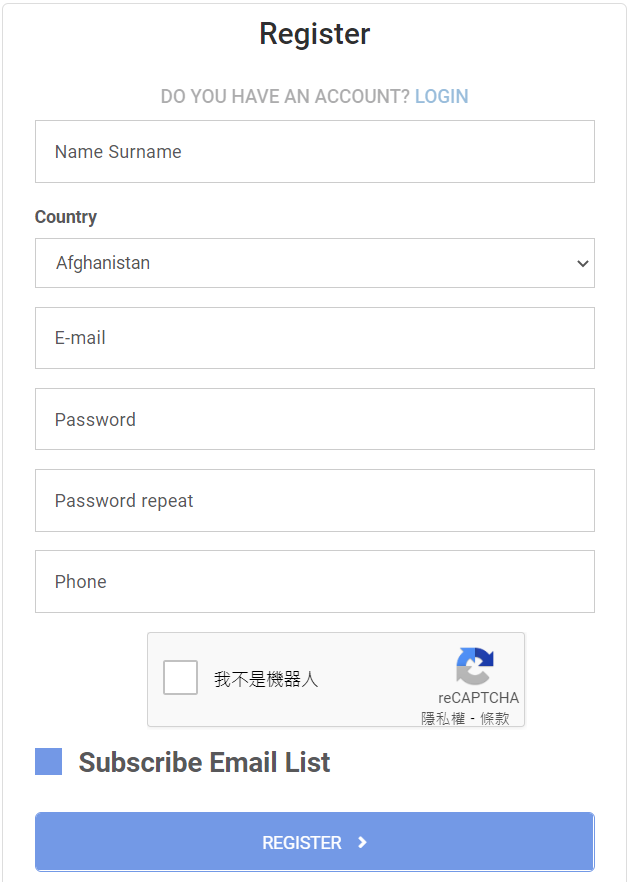 Register
DO YOU HAVE AN ACCOUNT? LOGIN
Name Surname
Country
Afghanistan
E-mail
Password
Password repeat
Phone
我不是機器人
reCAPTCHA
隱私權 - 條款
Subscribe Email List
REGISTER